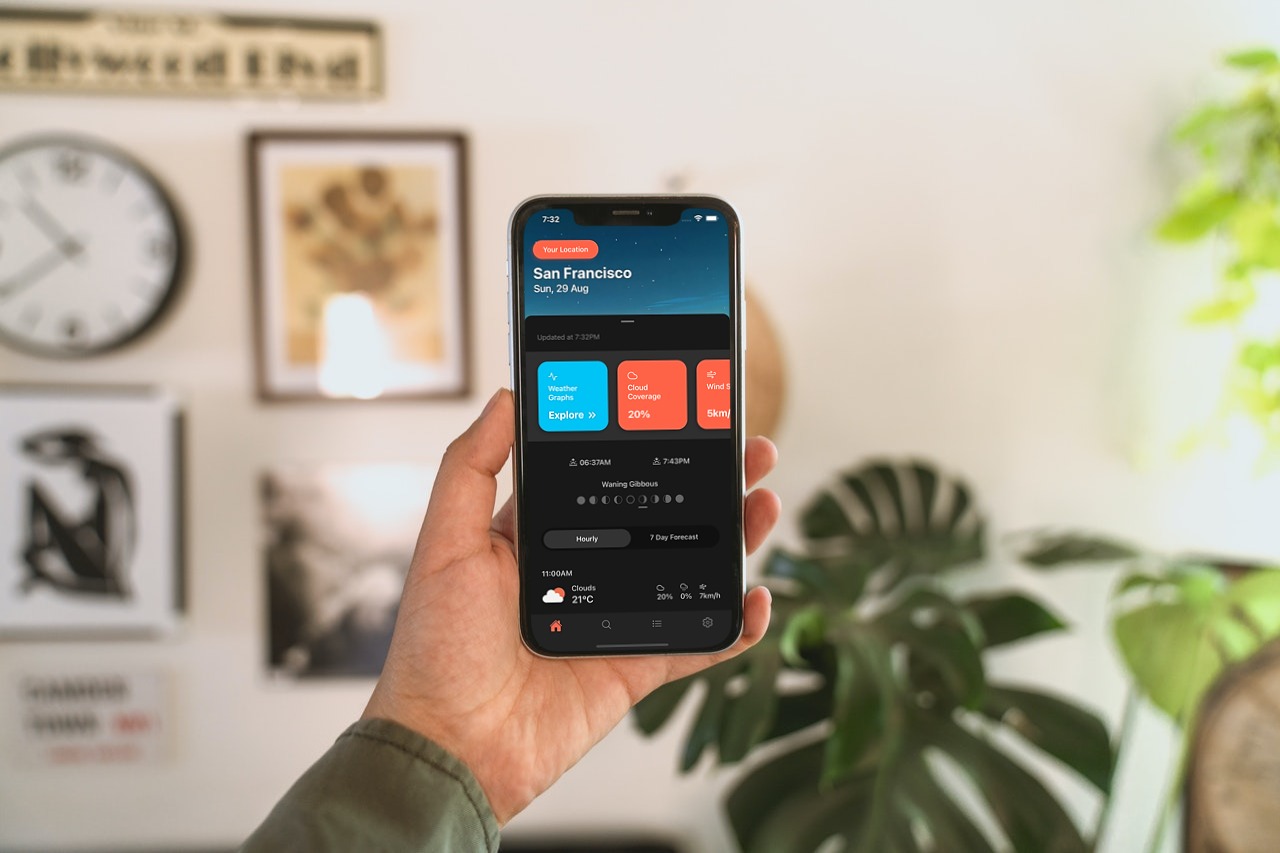 7:32
Your Location
San Francisco
Sun, 29 Aug
Updated at 7:32PM
Weather
Graphs
Explore »
Cloud
Coverage
20%
Wind S
5km/
06:37AM 7:43PM
Waning Gibbous
Hourly 7 Day Forecast
11:00AM
Clouds
21°C
20% 0% 7km/h